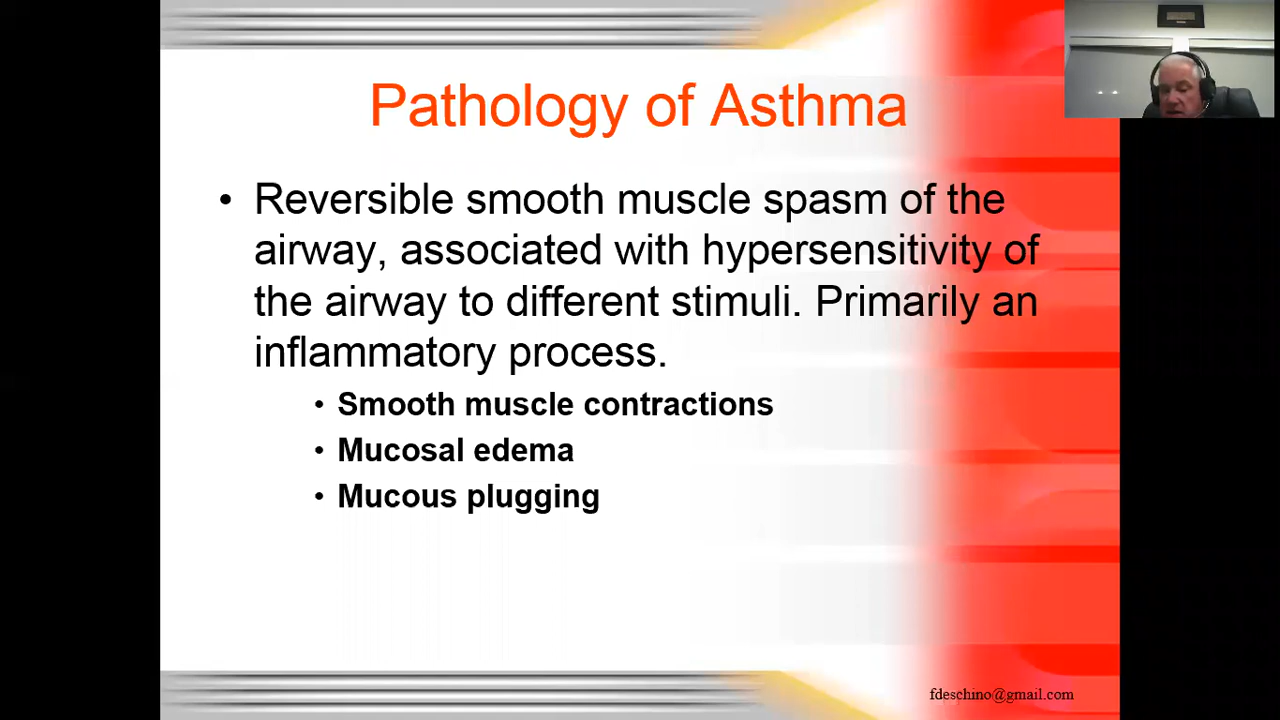 Pathology of Asthma
• Reversible smooth muscle spasm of the
airway, associated with hypersensitivity of
the airway to different stimuli. Primarily an
inflammatory process.
• Smooth muscle contractions
• Mucosal edema
• Mucous plugging
fdeschino@gmail.com